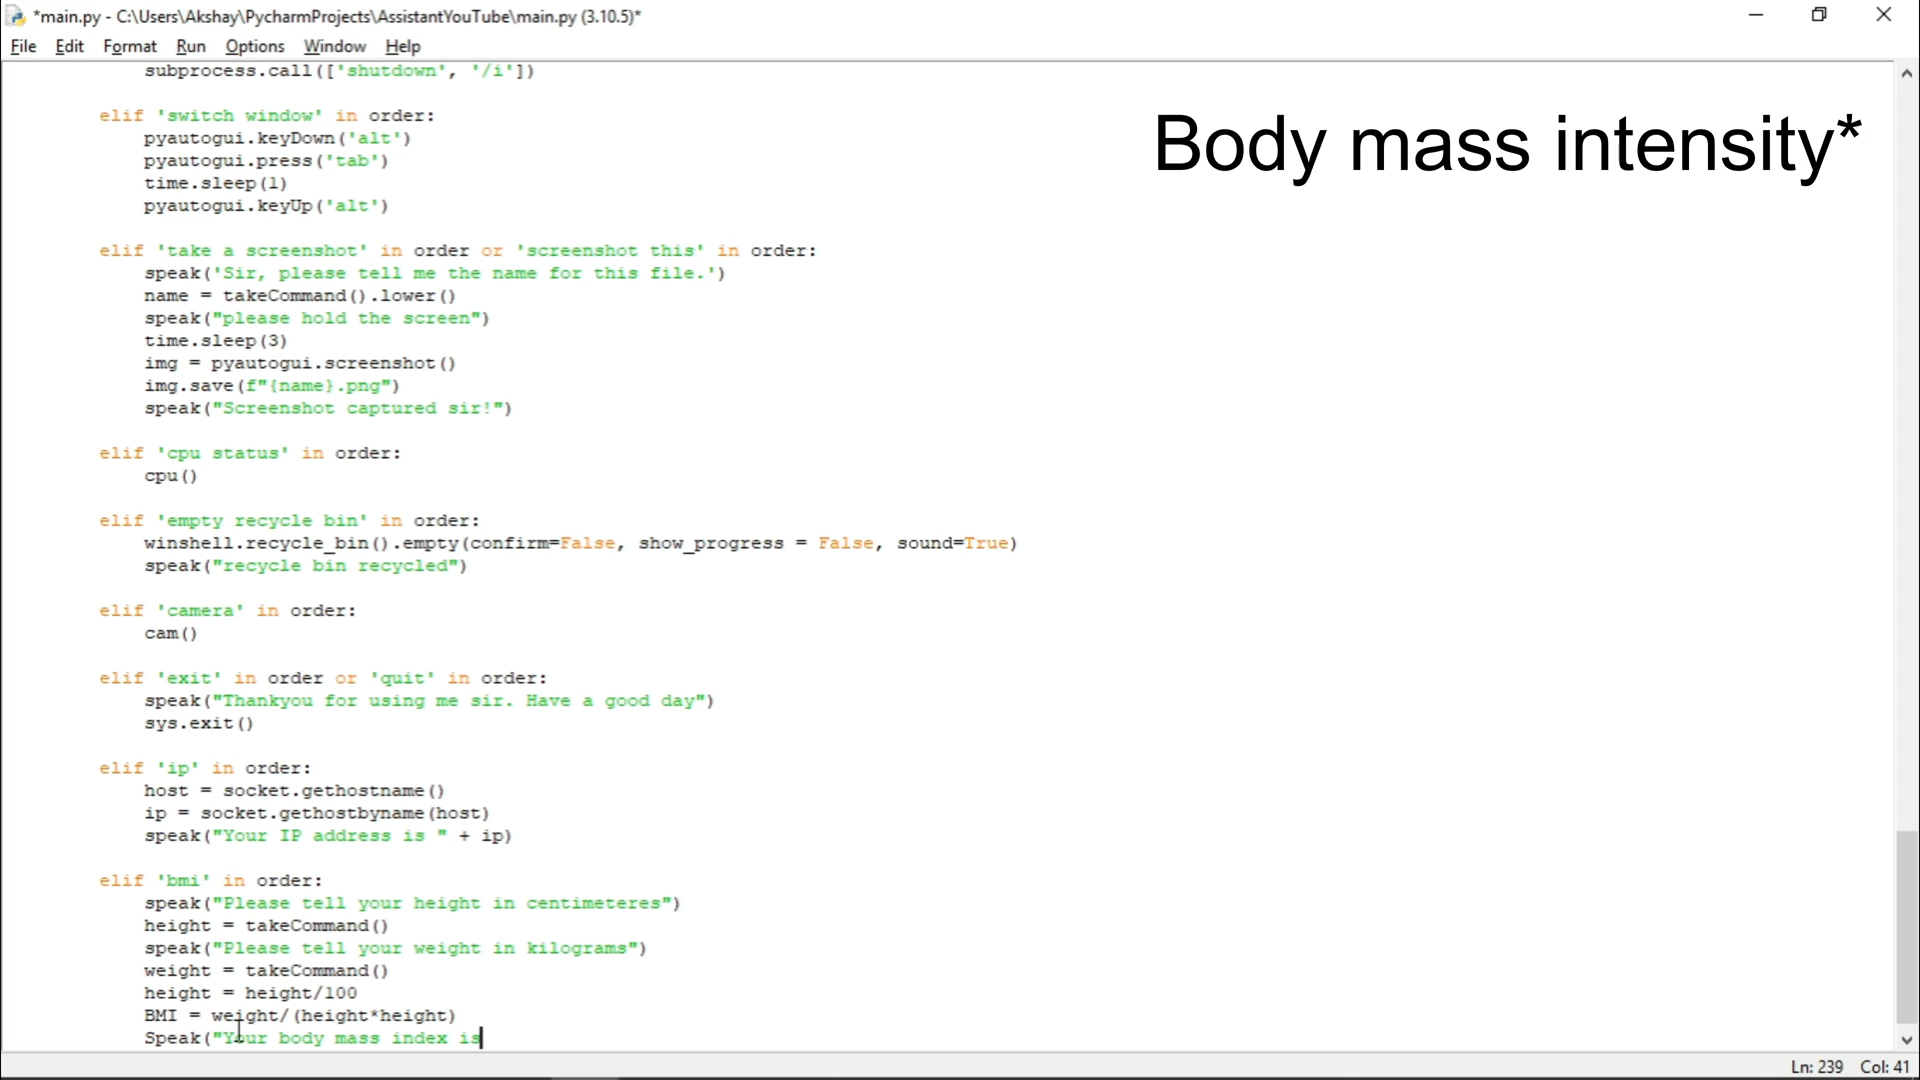 *main.py - C:\Users\Akshay\PycharmProjects\AssistantYouTube\main.py (3.10.5)*
File Edit Format Run Options Window Help
subprocess.call(['shutdown', '/i'])
elif 'switch window' in order:
pyautogui.keyDown('alt')
pyautogui.press('tab')
time.sleep(1)
pyautogui.keyUp('alt')
Body mass intensity*
elif 'take a screenshot' in order or 'screenshot this' in order:
speak('Sir, please tell me the name for this file.')
name = takeCommand().lower()
speak("please hold the screen")
time.sleep(3)
img = pyautogui.screenshot()
img.save(f"{name}.png")
speak("Screenshot captured sir!")
elif 'cpu status' in order:
cpu()
elif 'empty recycle bin' in order:
winshell.recycle_bin().empty(confirm=False, show_progress = False, sound=True)
speak("recycle bin recycled")
elif 'camera' in order:
cam()
elif 'exit' in order or 'quit' in order:
speak("Thankyou for using me sir. Have a good day")
sys.exit()
elif 'ip' in order:
host = socket.gethostname()
ip = socket.gethostbyname(host)
speak("Your IP address is " + ip)
elif 'bmi' in order:
speak("Please tell your height in centimeteres")
height = takeCommand()
speak("Please tell your weight in kilograms")
weight = takeCommand()
height = height/100
BMI = weight/(height*height)
Speak("Your body mass index is
Ln: 239 Col: 41